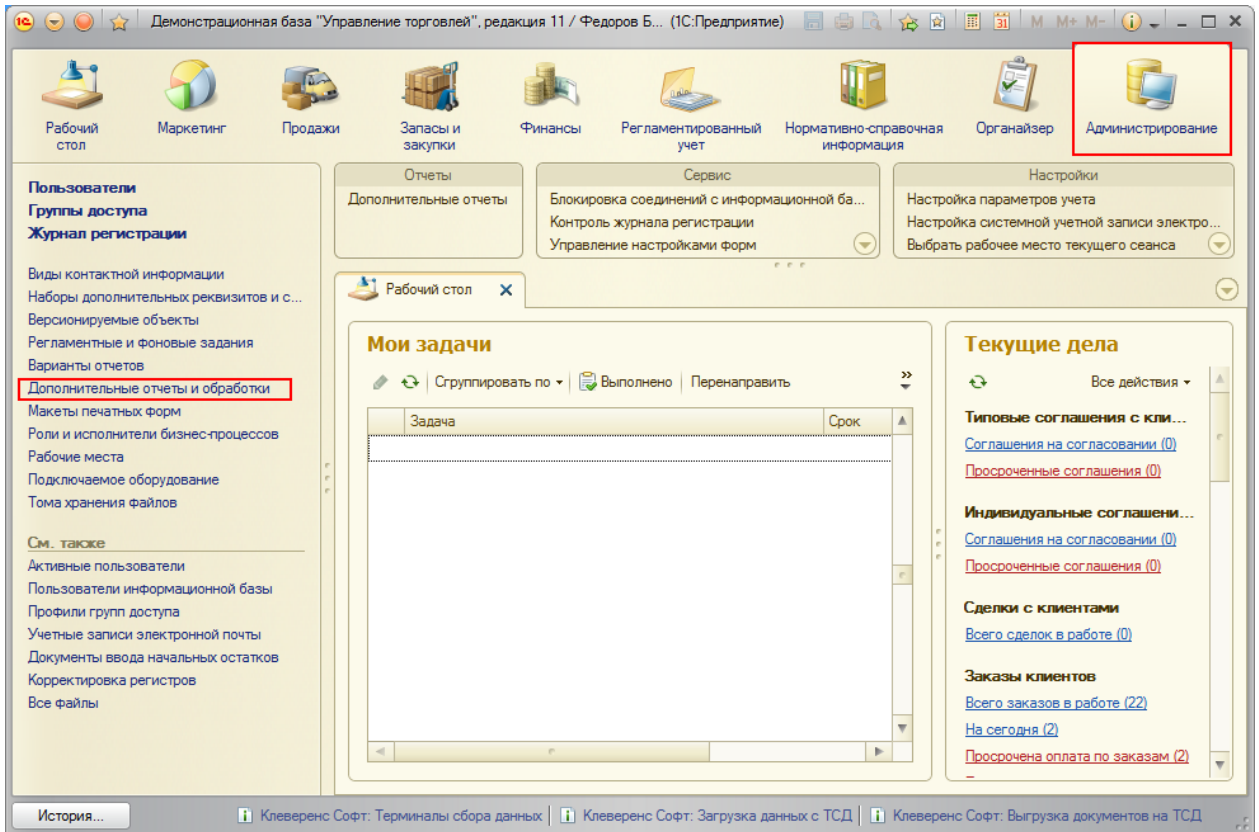 Демонстрационная база "Управление торговлей", редакция 11 / Федоров Б... (1С:Предприятие)
M M+ M-
Рабочий стол
Маркетинг
Продажи
Запасы и закупки
Финансы
Регламентированный учет
Нормативно-справочная информация
Органайзер
Администрирование
Пользователи
Группы доступа
Журнал регистрации
Виды контактной информации
Наборы дополнительных реквизитов и с...
Версионируемые объекты
Регламентные и фоновые задания
Варианты отчетов
Дополнительные отчеты и обработки
Макеты печатных форм
Роли и исполнители бизнес-процессов
Рабочие места
Подключаемое оборудование
Тома хранения файлов
См. также
Активные пользователи
Пользователи информационной базы
Профили групп доступа
Учетные записи электронной почты
Документы ввода начальных остатков
Корректировка регистров
Все файлы
Отчеты
Дополнительные отчеты
Сервис
Блокировка соединений с информационной ба...
Контроль журнала регистрации
Управление настройками форм
Настройки
Настройка параметров учета
Настройка системной учетной записи электро...
Выбрать рабочее место текущего сеанса
Рабочий стол
Мои задачи
Сгруппировать по
Выполнено
Перенаправить
Задача
Срок
Текущие дела
Все действия
Типовые соглашения с кли...
Соглашения на согласовании (0)
Просроченные соглашения (0)
Индивидуальные соглашени...
Соглашения на согласовании (0)
Просроченные соглашения (0)
Сделки с клиентами
Всего сделок в работе (0)
Заказы клиентов
Всего заказов в работе (22)
На сегодня (2)
Просрочена оплата по заказам (2)
История...
Клеверенс Софт: Терминалы сбора данных
Клеверенс Софт: Загрузка данных с ТСД
Клеверенс Софт: Выгрузка документов на ТСД